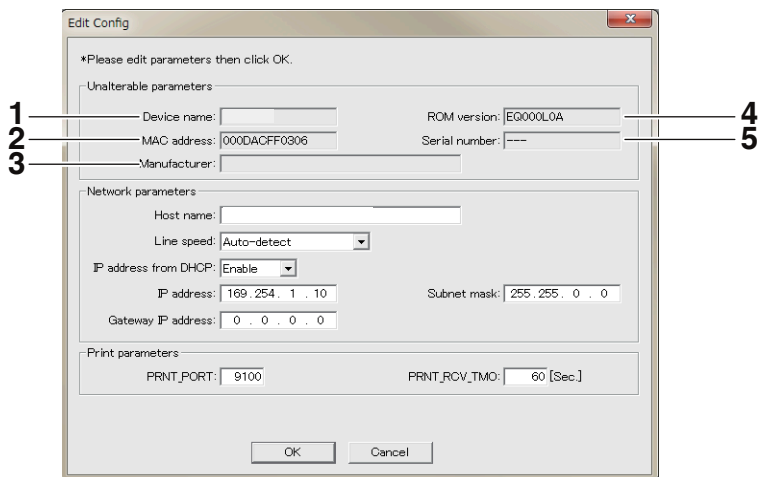 Edit Config
*Please edit parameters then click OK.
Unalterable parameters
1 Device name: ROM version: EQ000L0A 4
2 MAC address: 000DACFF0306 Serial number: --- 5
3 Manufacturer:
Network parameters
Host name:
Line speed: Auto-detect
IP address from DHCP: Enable
IP address: 169.254. 1 . 10 Subnet mask: 255.255. 0 . 0
Gateway IP address: 0 . 0 . 0 . 0
Print parameters
PRNT_PORT: 9100 PRNT_RCV_TMO: 60 [Sec.]
OK Cancel